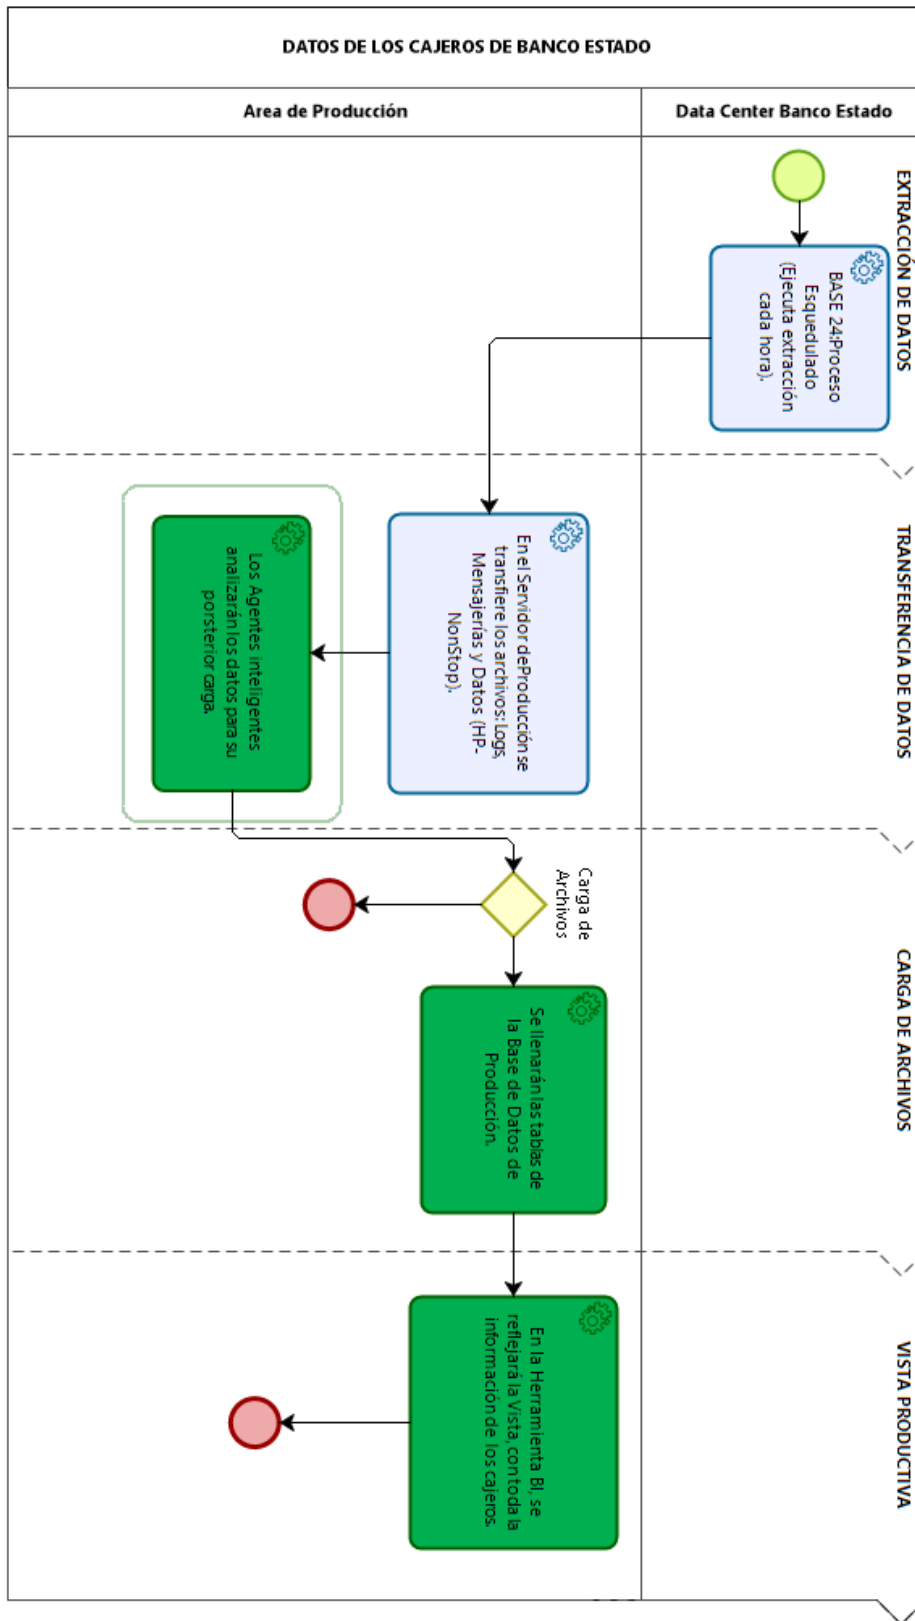 DATOS DE LOS CAJEROS DE BANCO ESTADO
Area de Producción
Data Center Banco Estado
EXTRACCIÓN DE DATOS
BASE 24:Proceso
Esquedulado
(Ejecuta extracción
cada hora).
TRANSFERENCIA DE DATOS
En el Servidor deProducción se
transfiere los archivos: Logs,
Mensajerías y Datos (HP-
NonStop).
Los Agentes inteligentes
analizarán los datos para su
porsterior carga.
CARGA DE ARCHIVOS
Carga de
Archivos
Se llenarán las tablas de
la Base de Datos de
Producción.
VISTA PRODUCTIVA
En la Herramienta BI, se
reflejará la Vista, con toda la
información de los cajeros.